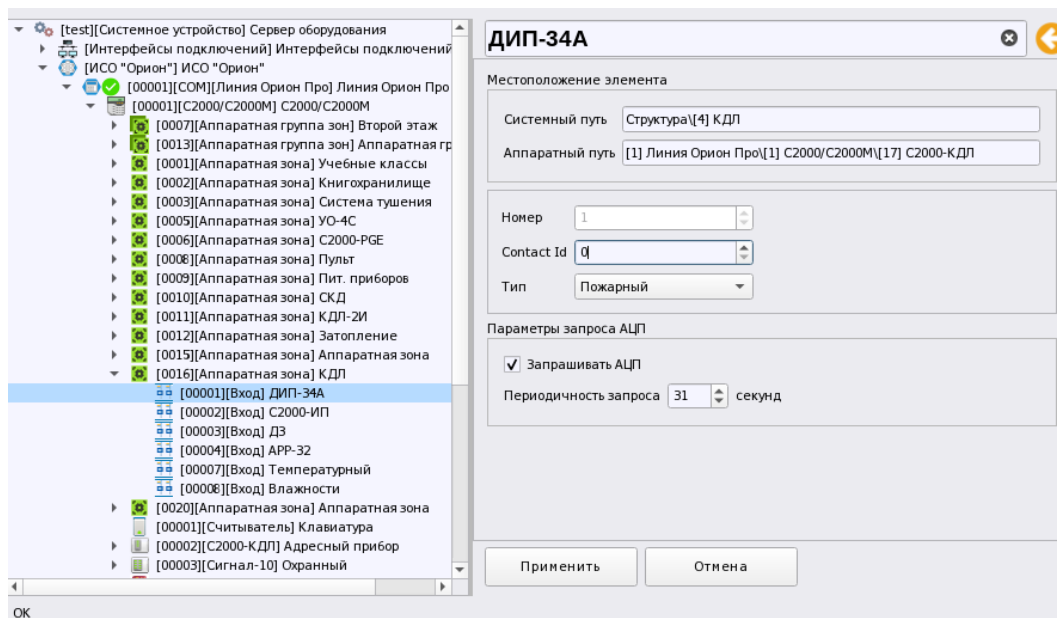 [test][Системное устройство] Сервер оборудования
[Интерфейсы подключений] Интерфейсы подключений
[ИСО "Орион"] ИСО "Орион"
[00001][COM][Линия Орион Про] Линия Орион Про
[00001][С2000/С2000М] С2000/С2000М
[0007][Аппаратная группа зон] Второй этаж
[0013][Аппаратная группа зон] Аппаратная гр
[0001][Аппаратная зона] Учебные классы
[0002][Аппаратная зона] Книгохранилище
[0003][Аппаратная зона] Система тушения
[0005][Аппаратная зона] УО-4С
[0006][Аппаратная зона] С2000-PGE
[0008][Аппаратная зона] Пульт
[0009][Аппаратная зона] Пит. приборов
[0010][Аппаратная зона] СКД
[0011][Аппаратная зона] КДЛ-2И
[0012][Аппаратная зона] Затопление
[0015][Аппаратная зона] Аппаратная зона
[0016][Аппаратная зона] КДЛ
[00001][Вход] ДИП-34А
[00002][Вход] С2000-ИП
[00003][Вход] ДЗ
[00004][Вход] АРР-32
[00007][Вход] Температурный
[00008][Вход] Влажности
[0020][Аппаратная зона] Аппаратная зона
[00001][Считыватель] Клавиатура
[00002][С2000-КДЛ] Адресный прибор
[00003][Сигнал-10] Охранный
OK
ДИП-34А
Местоположение элемента
Системный путь Структура\[4] КДЛ
Аппаратный путь [1] Линия Орион Про\[1] С2000/С2000М\[17] С2000-КДЛ
Номер 1
Contact Id 0
Тип Пожарный
Параметры запроса АЦП
Запрашивать АЦП
Периодичность запроса 31 секунд
Применить Отмена